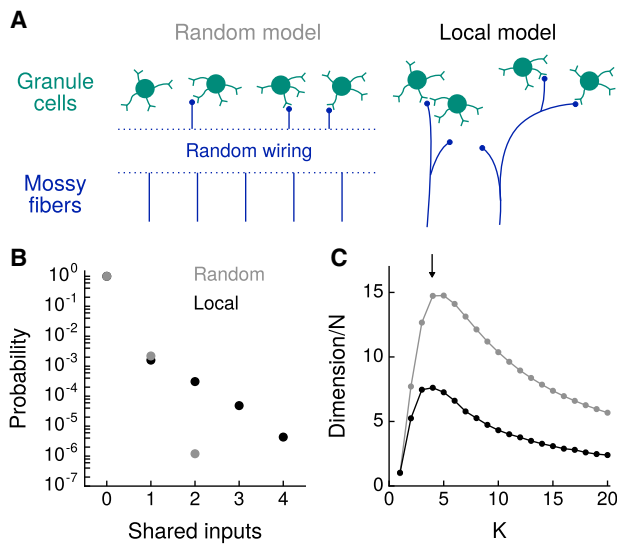 A
Random model
Local model
Granule
cells
Random wiring
Mossy
fibers
B
Random
Local
Probability
10^0
10^-1
10^-2
10^-3
10^-4
10^-5
10^-6
10^-7
0 1 2 3 4
Shared inputs
C
Dimension/N
15
10
5
0
0 5 10 15 20
K